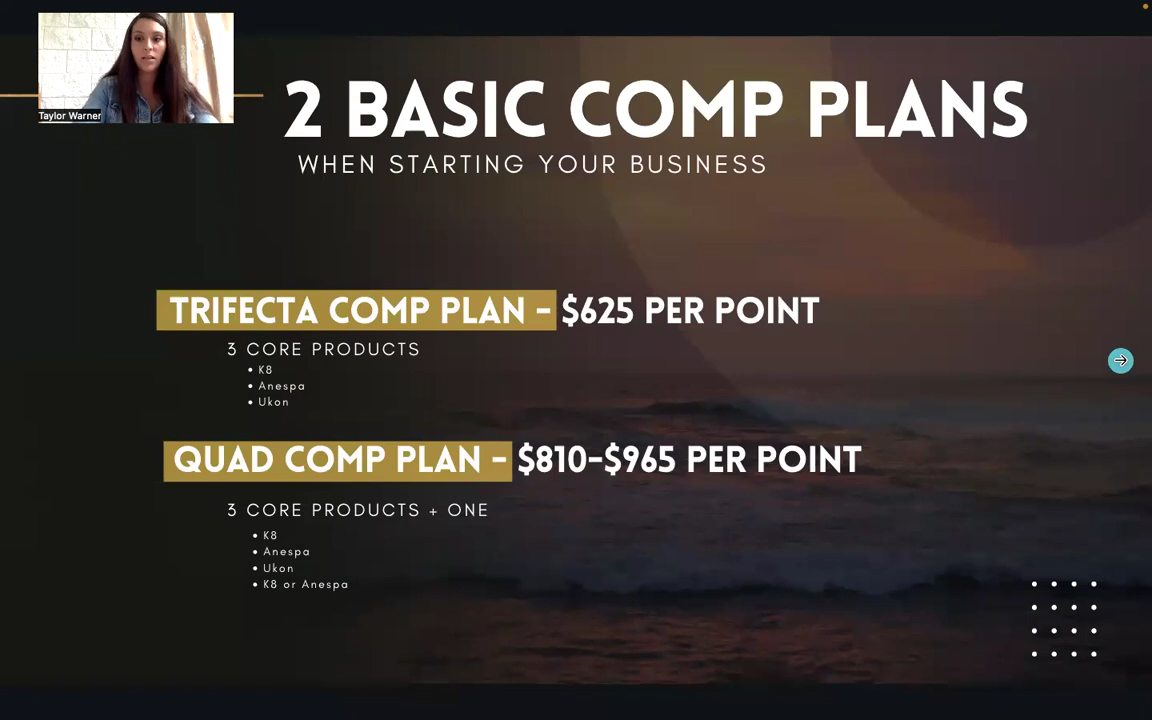 Taylor Warner
2 BASIC COMP PLANS
WHEN STARTING YOUR BUSINESS
TRIFECTA COMP PLAN - $625 PER POINT
3 CORE PRODUCTS
• K8
• Anespa
• Ukon
QUAD COMP PLAN - $810-$965 PER POINT
3 CORE PRODUCTS + ONE
• K8
• Anespa
• Ukon
• K8 or Anespa